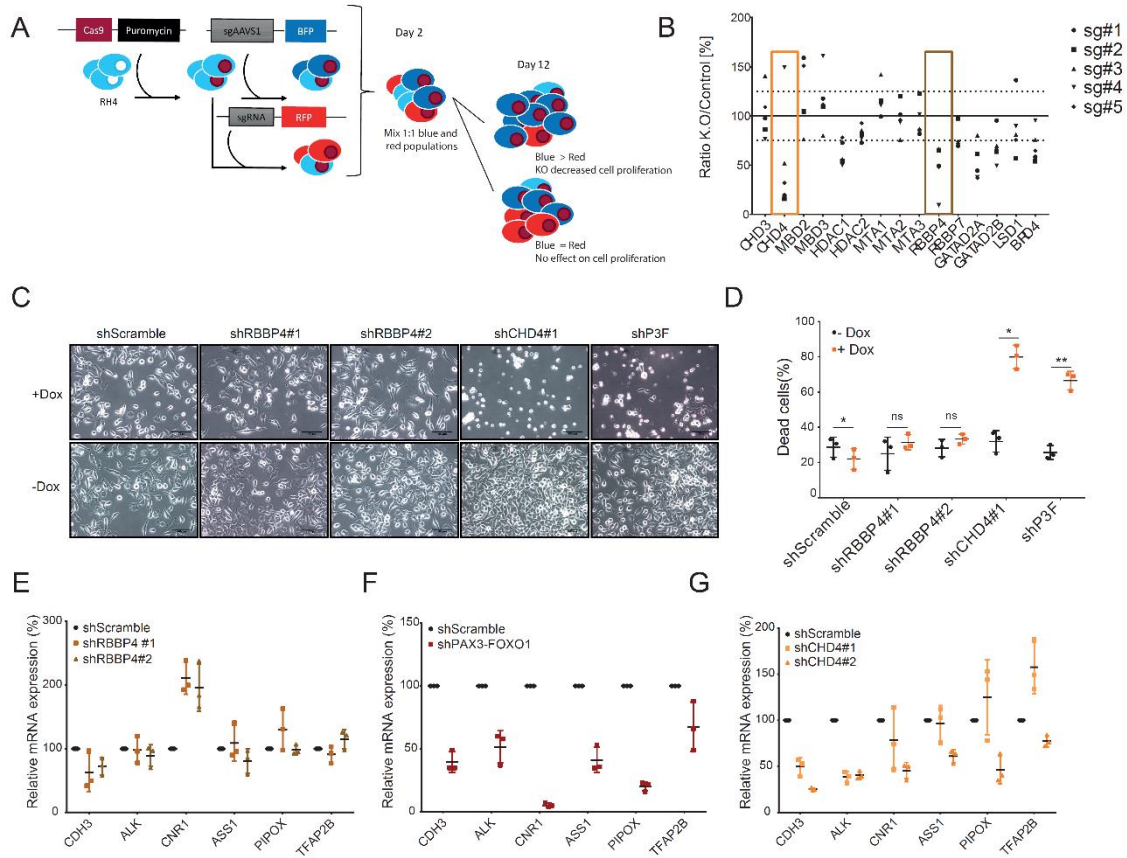 A
Cas9 Puromycin
sgAAVS1 BFP
RH4
sgRNA RFP
Day 2
Mix 1:1 blue and
red populations
Day 12
Blue > Red
KO decreased cell proliferation
Blue = Red
No effect on cell proliferation
B
Ratio K.O/Control [%]
200
150
100
50
0
CHD3
CHD4
MBD2
MBD3
HDAC1
HDAC2
MTA1
MTA2
MTA3
RBBP4
RBBP7
GATAD2A
GATAD2B
LSD1
BRD4
sg#1
sg#2
sg#3
sg#4
sg#5
C
shScramble shRBBP4#1 shRBBP4#2 shCHD4#1 shP3F
+Dox
-Dox
D
Dead cells(%)
100
80
60
40
20
0
- Dox
+ Dox
*
ns
ns
*
**
shScramble
shRBBP4#1
shRBBP4#2
shCHD4#1
shP3F
E
Relative mRNA expression (%)
300
200
100
0
shScramble
shRBBP4 #1
shRBBP4#2
CDH3
ALK
CNR1
ASS1
PIPOX
TFAP2B
F
Relative mRNA expression (%)
150
100
50
0
shScramble
shPAX3-FOXO1
CDH3
ALK
CNR1
ASS1
PIPOX
TFAP2B
G
Relative mRNA expression (%)
200
150
100
50
0
shScramble
shCHD4#1
shCHD4#2
CDH3
ALK
CNR1
ASS1
PIPOX
TFAP2B